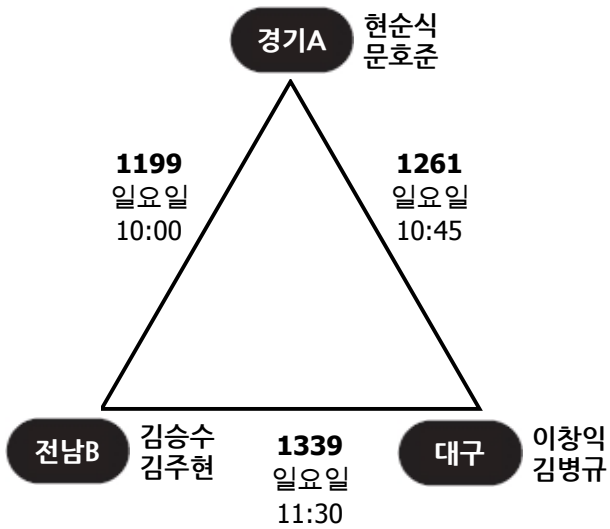 경기A
현순식
문호준
1199
일요일
10:00
1261
일요일
10:45
전남B
김승수
김주현
1339
일요일
11:30
대구
이창익
김병규